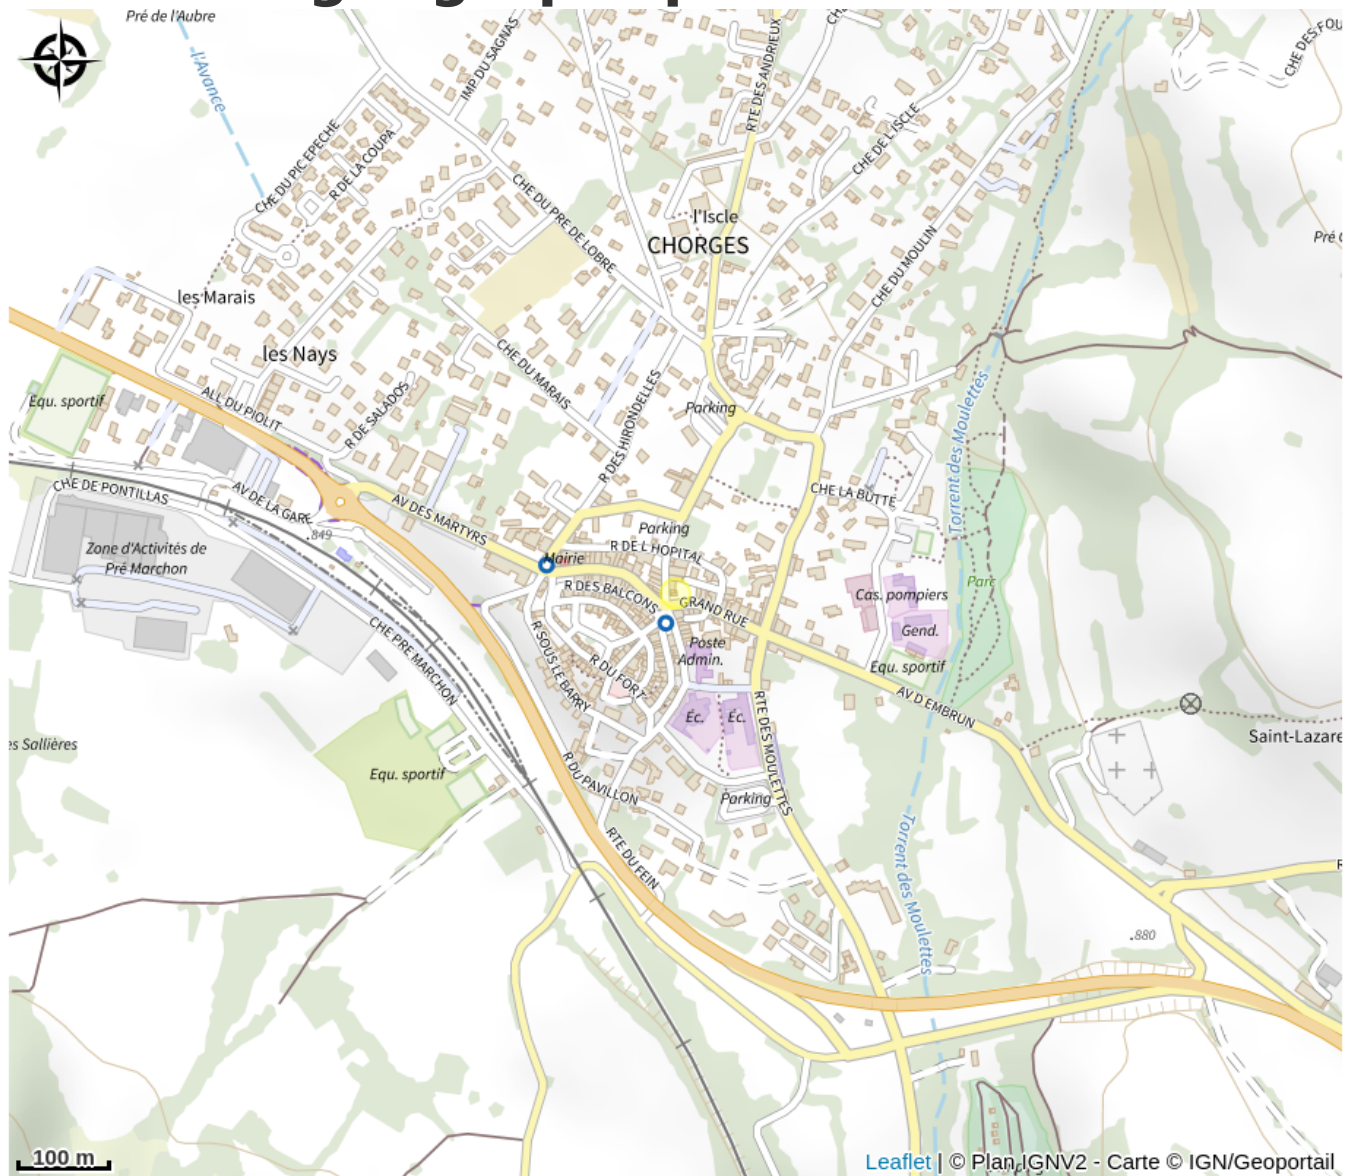 Pré de l'Aubre
l'Avance
IMP DU SAGNAS
RTE DES ANDRIEUX
CHE DES FOU
CHE DU PIC EPECHE
R DE LA COUPA
CHE DE L'ISCLE
CHE DU PRE DE LOBRE
l'Iscle
CHORGES
CHE DU MOULIN
Pré
les Marais
les Nays
CHE DU MARAIS
Equ. sportif
ALL DU PIOLIT
R DE SALADOS
R DES HIRONDELLES
Parking
Torrent des Moulettes
CHE DE PONTILLAS
AV DE LA GARE
AV DES MARTYRS
CHE LA BUTTE
.849
Parking
Zone d'Activités de
Pré Marchon
Mairie
R DE L HOPITAL
R DES BALCONS
GRAND RUE
Cas. pompiers
Parc
Gend.
CHE PRE MARCHON
R SOUS LE BARRY
R DU FORT
Poste
Admin.
Equ. sportif
AV D EMBRUN
Éc.
Éc.
RTE DES MOULETTES
es Sallières
Saint-Lazare
Equ. sportif
R DU PAVILLON
Parking
RTE DU FEIN
Torrent des Moulettes
.880
100 m
Leaflet | © Plan IGNV2 - Carte © IGN/Geoportail